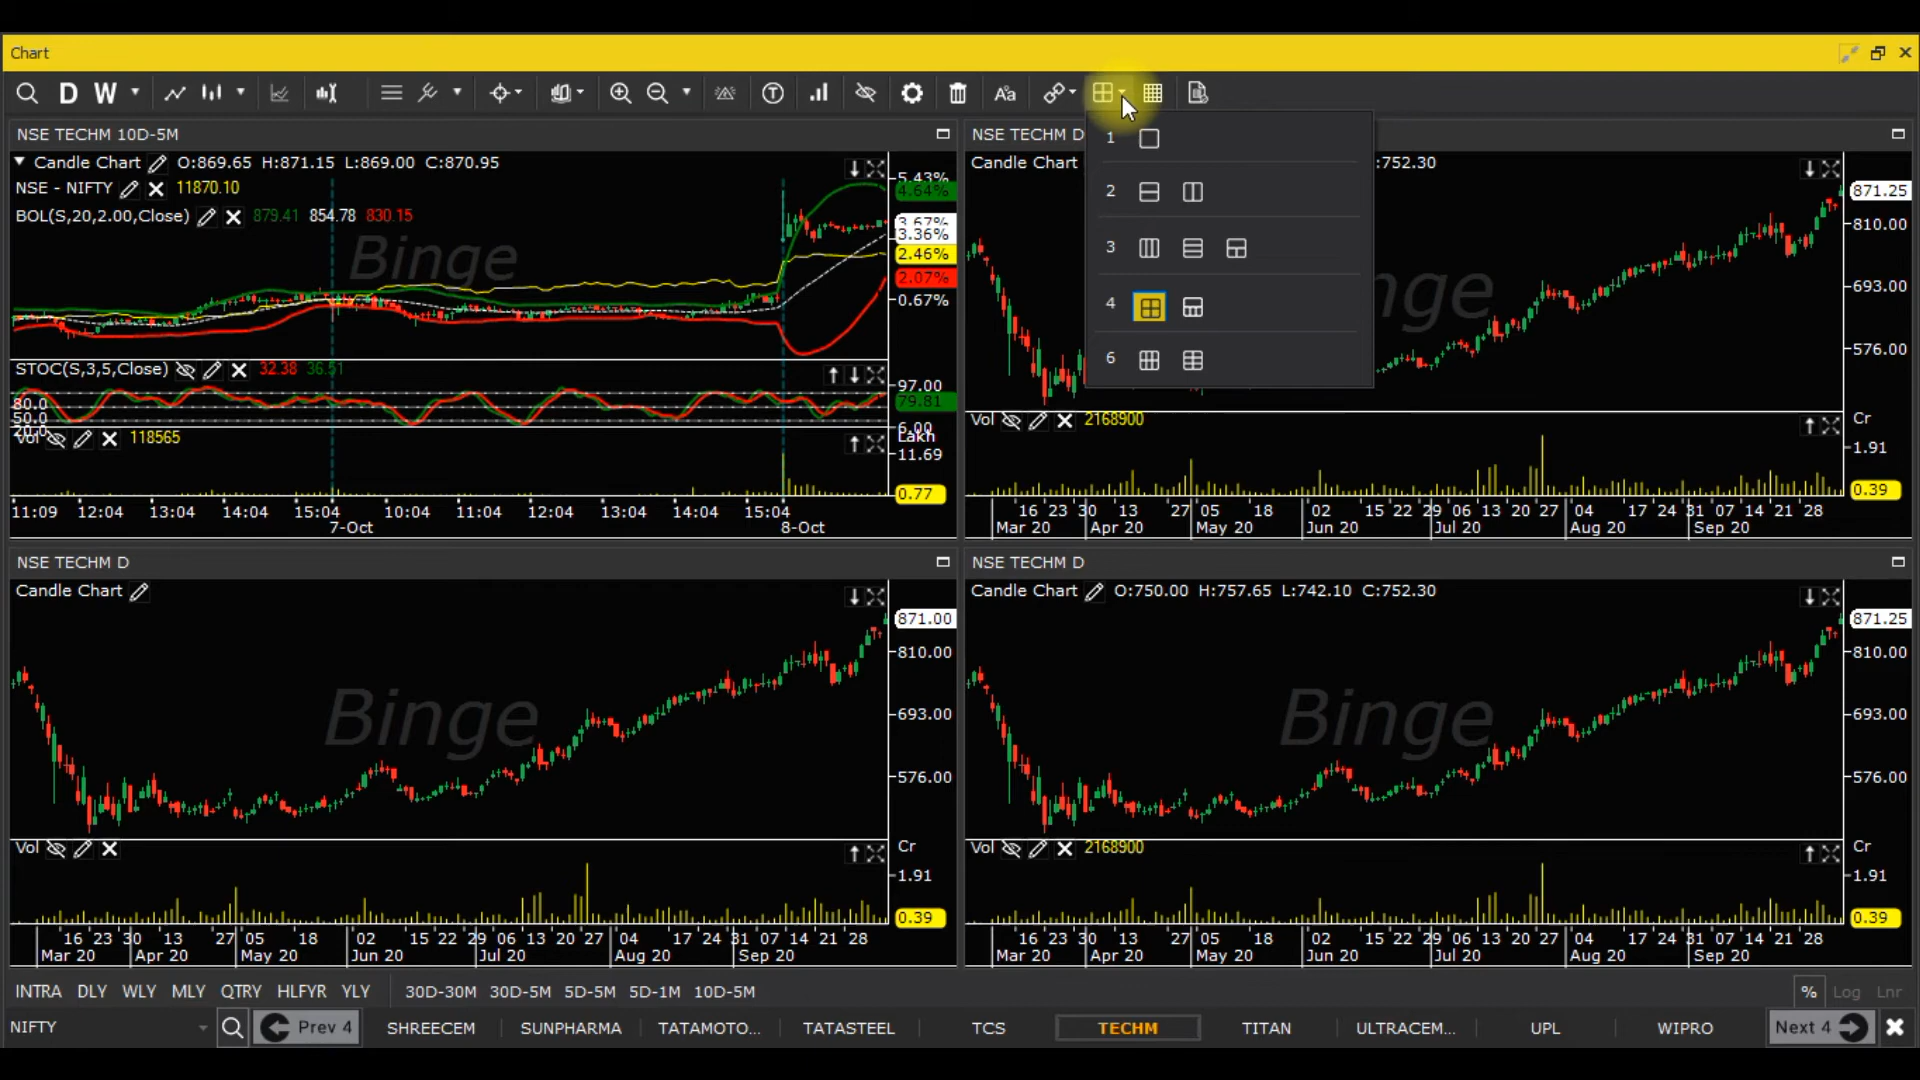 Chart
D W
NSE TECHM 10D-5M
Candle Chart O:869.65 H:871.15 L:869.00 C:870.95
NSE - NIFTY 11870.10
BOL(S,20,2.00,Close) 879.41 854.78 830.15
Binge
5.43%
4.64%
3.67%
3.36%
2.46%
2.07%
0.67%
STOC(S,3,5,Close) 32.38 36.51
97.00
79.81
6.00
80.0
50.0
20.0
Vol 118565
Lakh
11.69
0.77
11:09 12:04 13:04 14:04 15:04 10:04 11:04 12:04 13:04 14:04 15:04
7-Oct 8-Oct
NSE TECHM D
Candle Chart :752.30
1
2
3
4
6
nge
871.25
810.00
693.00
576.00
Vol 2168900
Cr
1.91
0.39
16 23 30 13 27 05 18 02 15 22 29 06 13 20 27 04 17 24 31 07 14 21 28
Mar 20 Apr 20 May 20 Jun 20 Jul 20 Aug 20 Sep 20
NSE TECHM D
Candle Chart
Binge
871.00
810.00
693.00
576.00
Vol
Cr
1.91
0.39
16 23 30 13 27 05 18 02 15 22 29 06 13 20 27 04 17 24 31 07 14 21 28
Mar 20 Apr 20 May 20 Jun 20 Jul 20 Aug 20 Sep 20
NSE TECHM D
Candle Chart O:750.00 H:757.65 L:742.10 C:752.30
Binge
871.25
810.00
693.00
576.00
Vol 2168900
Cr
1.91
0.39
16 23 30 13 27 05 18 02 15 22 29 06 13 20 27 04 17 24 31 07 14 21 28
Mar 20 Apr 20 May 20 Jun 20 Jul 20 Aug 20 Sep 20
INTRA DLY WLY MLY QTRY HLFYR YLY 30D-30M 30D-5M 5D-5M 5D-1M 10D-5M % Log Lnr
NIFTY Prev 4 SHREECEM SUNPHARMA TATAMOTO... TATASTEEL TCS TECHM TITAN ULTRACEM... UPL WIPRO Next 4